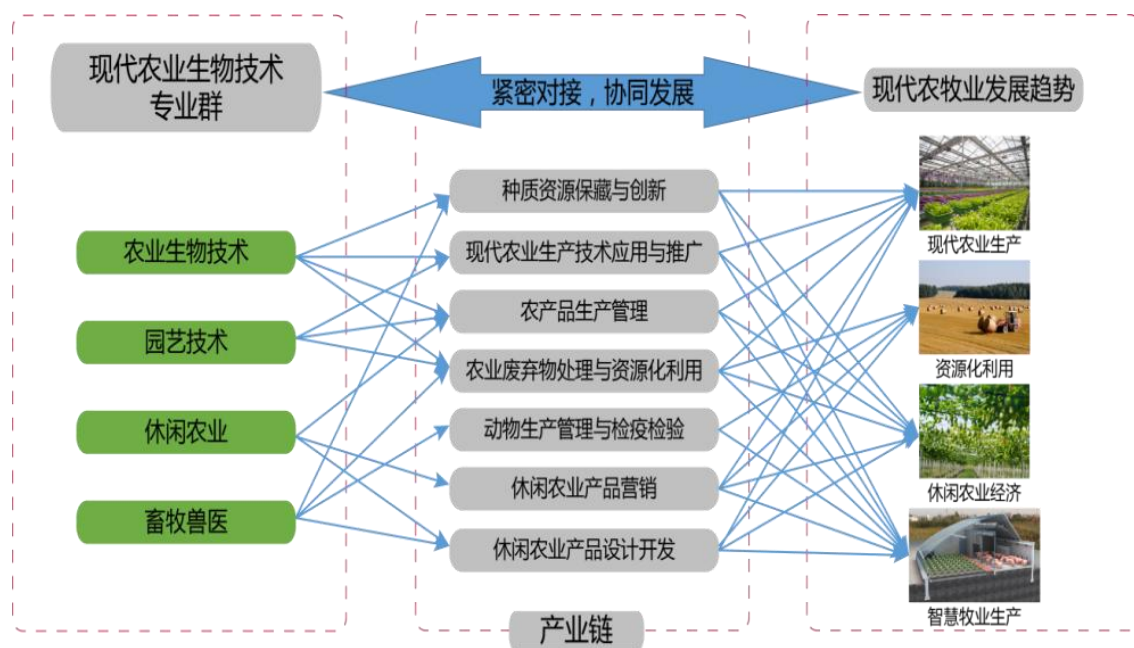 现代农业生物技术
专业群
紧密对接，协同发展
现代农牧业发展趋势
农业生物技术
园艺技术
休闲农业
畜牧兽医
种质资源保藏与创新
现代农业生产技术应用与推广
农产品生产管理
农业废弃物处理与资源化利用
动物生产管理与检疫检验
休闲农业产品营销
休闲农业产品设计开发
产业链
现代农业生产
资源化利用
休闲农业经济
智慧牧业生产